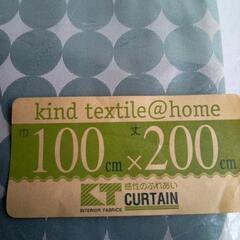 kind textile@home
巾 丈
100cm×200cm
KT 感性のふれあい
INTERIOR FABRICS CURTAIN